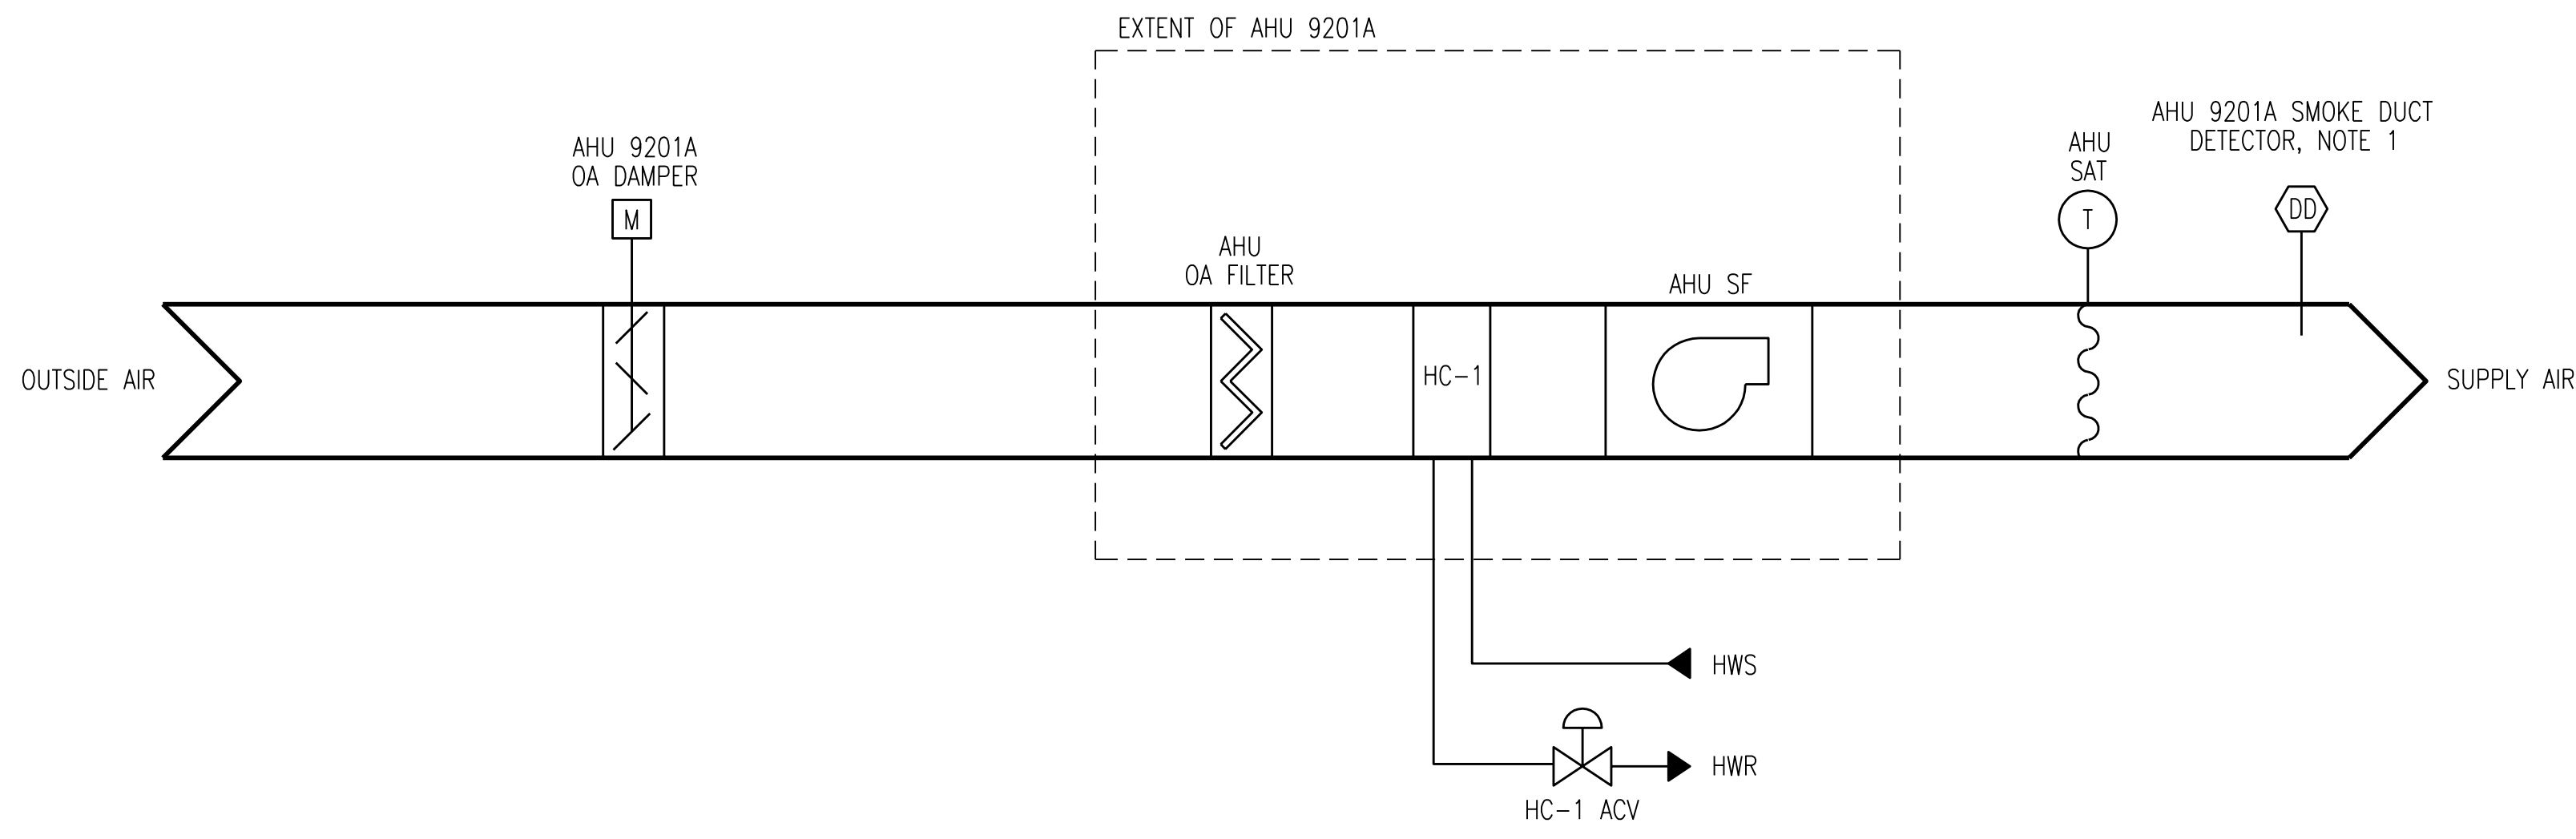 EXTENT OF AHU 9201A
AHU 9201A
OA DAMPER
M
AHU
OA FILTER
HC-1
AHU SF
AHU
SAT
T
AHU 9201A SMOKE DUCT
DETECTOR, NOTE 1
DD
OUTSIDE AIR
SUPPLY AIR
HWS
HWR
HC-1 ACV